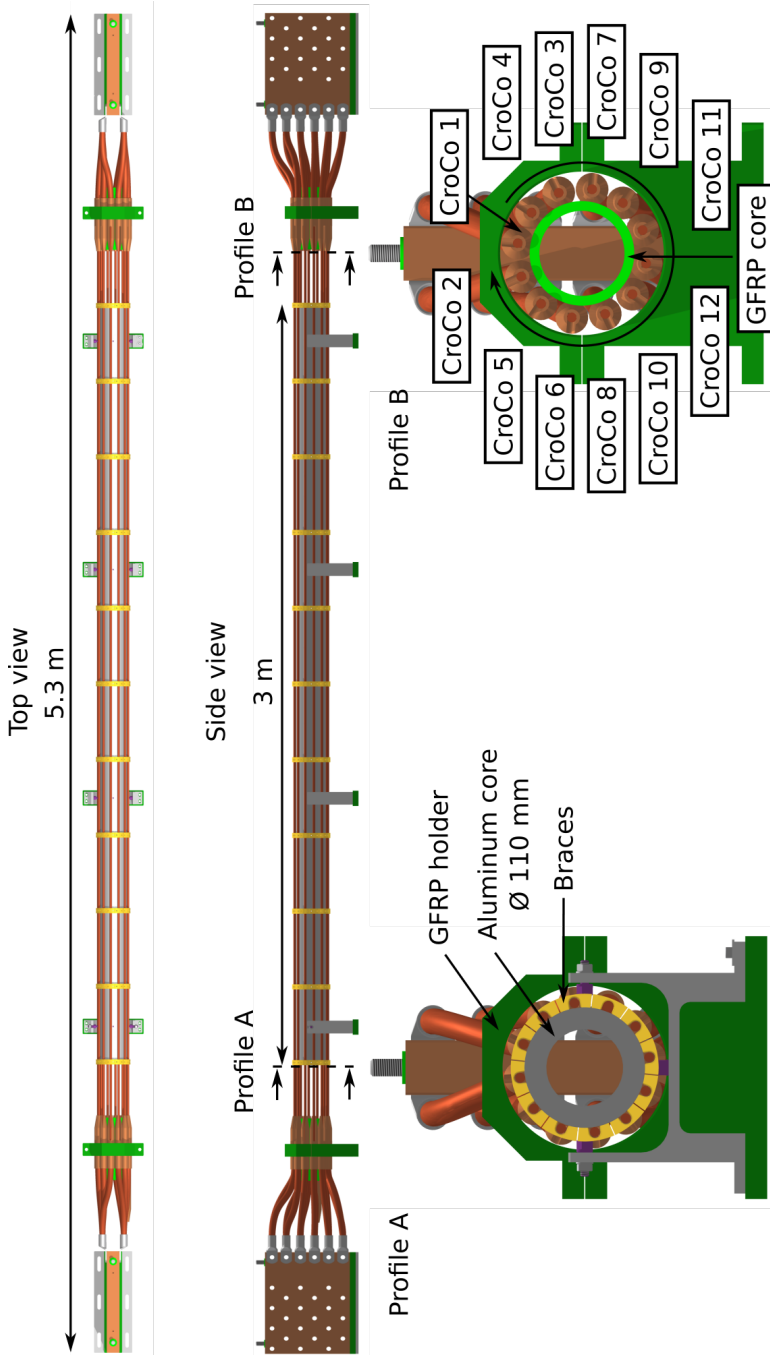 Top view
5.3 m
Side view
3 m
Profile A
Profile B
Profile A
GFRP holder
Aluminum core
Ø 110 mm
Braces
Profile B
CroCo 2
CroCo 1
CroCo 5
CroCo 4
CroCo 6
CroCo 3
CroCo 8
CroCo 7
CroCo 10
CroCo 9
CroCo 12
CroCo 11
GFRP core